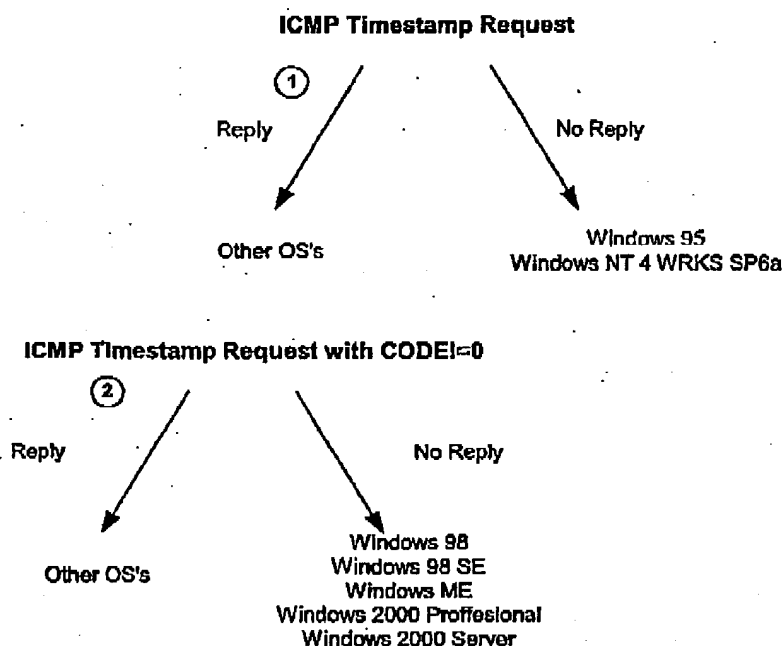 ICMP Timestamp Request
1
Reply
No Reply
Other OS's
Windows 95
Windows NT 4 WRKS SP6a
ICMP Timestamp Request with CODE!=0
2
Reply
No Reply
Other OS's
Windows 98
Windows 98 SE
Windows ME
Windows 2000 Proffesional
Windows 2000 Server